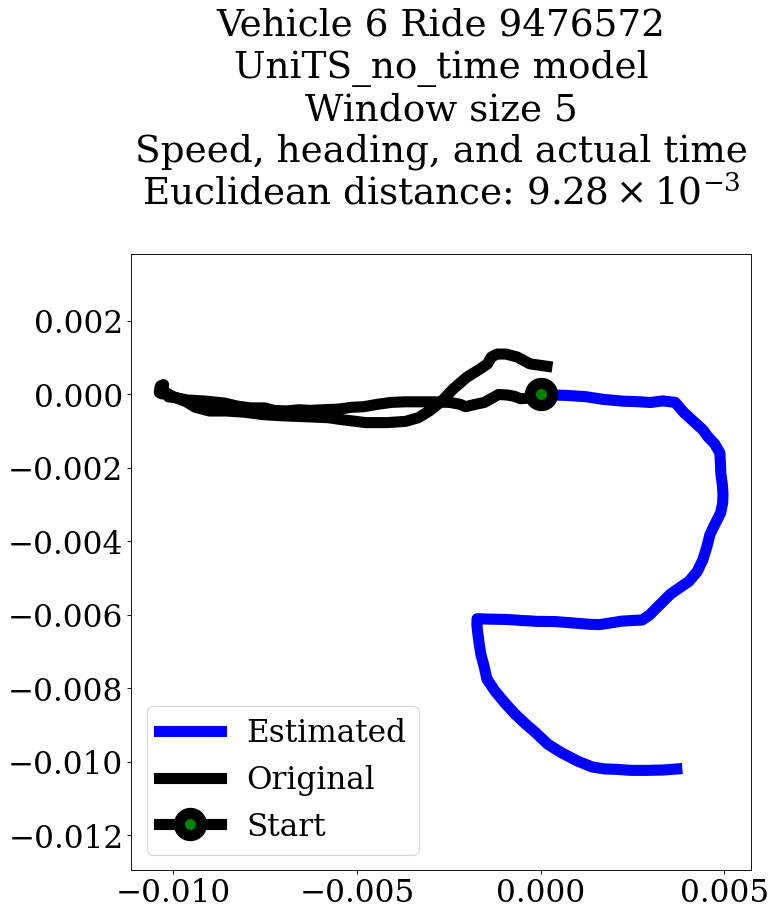 Vehicle 6 Ride 9476572
UniTS_no_time model
Window size 5
Speed, heading, and actual time
Euclidean distance: 9.28 × 10⁻³
0.002
0.000
−0.002
−0.004
−0.006
−0.008
−0.010
−0.012
Estimated
Original
Start
−0.010 −0.005 0.000 0.005